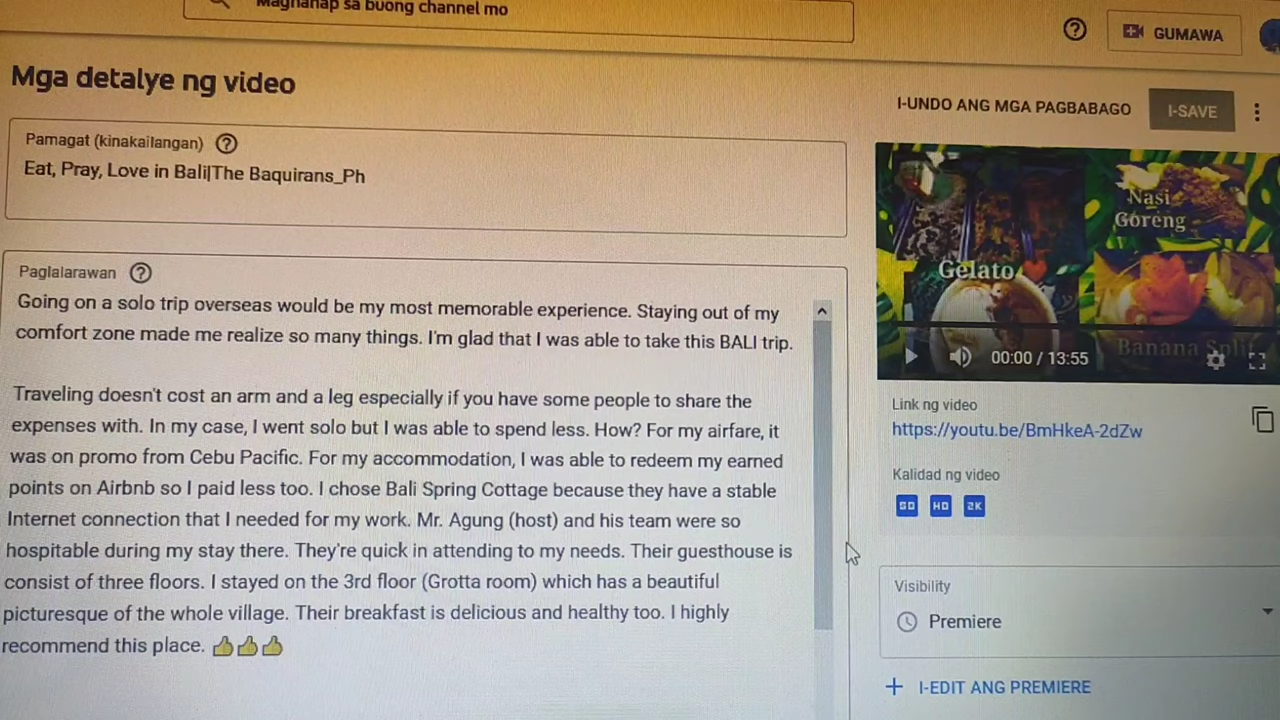 Maghanap sa buong channel mo
GUMAWA
Mga detalye ng video
I-UNDO ANG MGA PAGBABAGO
I-SAVE
Pamagat (kinakailangan)
Eat, Pray, Love in Bali|The Baquirans_Ph
Paglalarawan
Going on a solo trip overseas would be my most memorable experience. Staying out of my
comfort zone made me realize so many things. I'm glad that I was able to take this BALI trip.
Traveling doesn't cost an arm and a leg especially if you have some people to share the
expenses with. In my case, I went solo but I was able to spend less. How? For my airfare, it
was on promo from Cebu Pacific. For my accommodation, I was able to redeem my earned
points on Airbnb so I paid less too. I chose Bali Spring Cottage because they have a stable
Internet connection that I needed for my work. Mr. Agung (host) and his team were so
hospitable during my stay there. They're quick in attending to my needs. Their guesthouse is
consist of three floors. I stayed on the 3rd floor (Grotta room) which has a beautiful
picturesque of the whole village. Their breakfast is delicious and healthy too. I highly
recommend this place. 👍👍👍
Nasi
Goreng
Gelato
Banana Split
00:00 / 13:55
Link ng video
https://youtu.be/BmHkeA-2dZw
Kalidad ng video
SD HD 2K
Visibility
Premiere
+ I-EDIT ANG PREMIERE